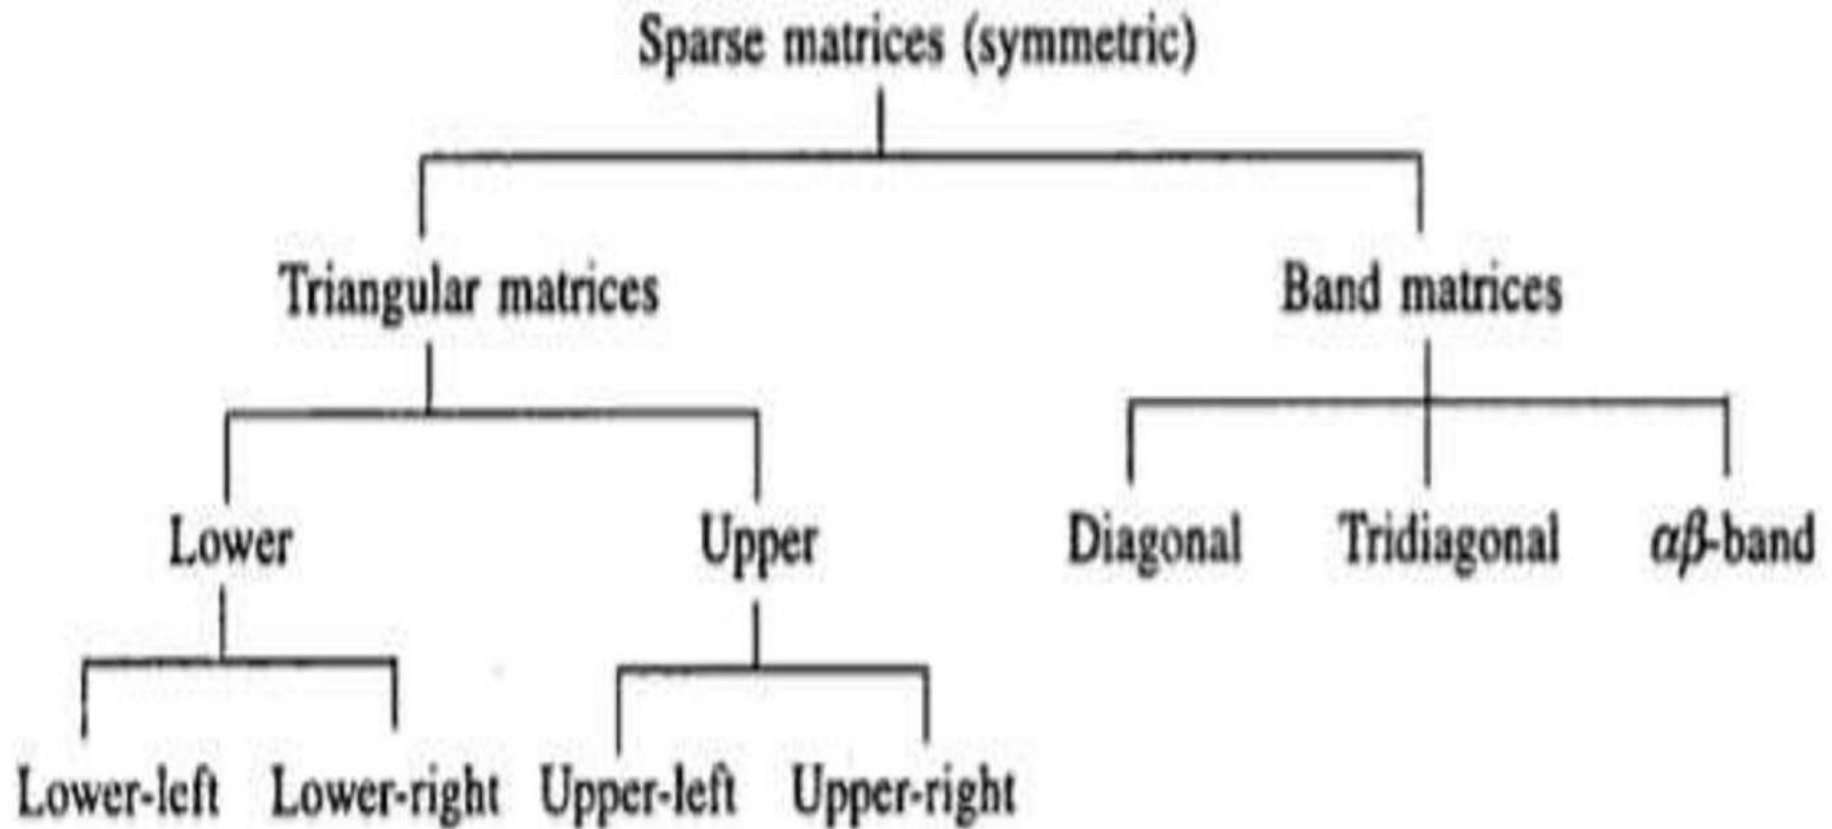 Sparse matrices (symmetric)
Triangular matrices
Band matrices
Lower
Upper
Diagonal
Tridiagonal
αβ-band
Lower-left
Lower-right
Upper-left
Upper-right